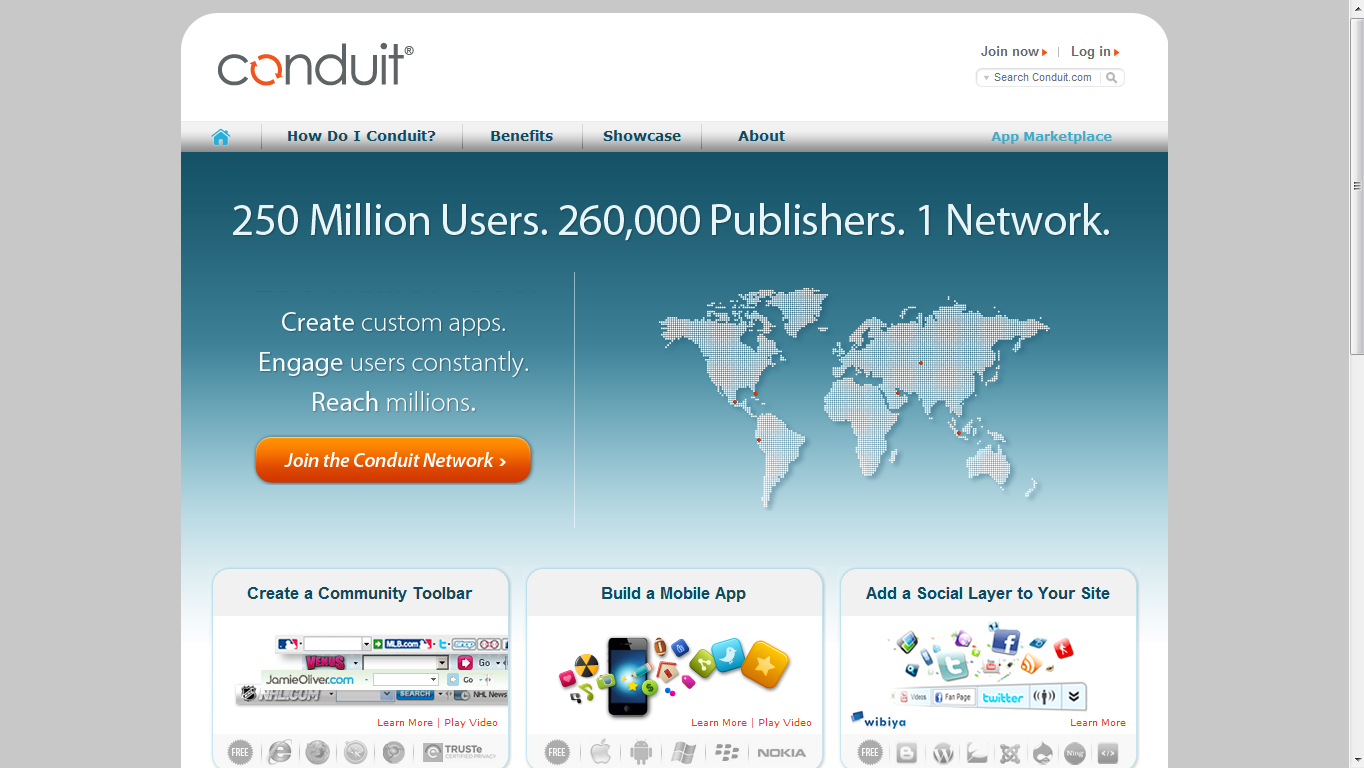 conduit®
Join now
Log in
Search Conduit.com
How Do I Conduit?
Benefits
Showcase
About
App Marketplace
250 Million Users. 260,000 Publishers. 1 Network.
Create custom apps.
Engage users constantly.
Reach millions.
Join the Conduit Network ›
Create a Community Toolbar
MLB.com
VENUS
Go
JamieOliver.com
Go
NHL.COM
SEARCH
NHL News
Learn More | Play Video
FREE
TRUSTe
CERTIFIED PRIVACY
Build a Mobile App
Learn More | Play Video
FREE
NOKIA
Add a Social Layer to Your Site
Videos
Fan Page
twitter
wibiya
Learn More
FREE
Ning